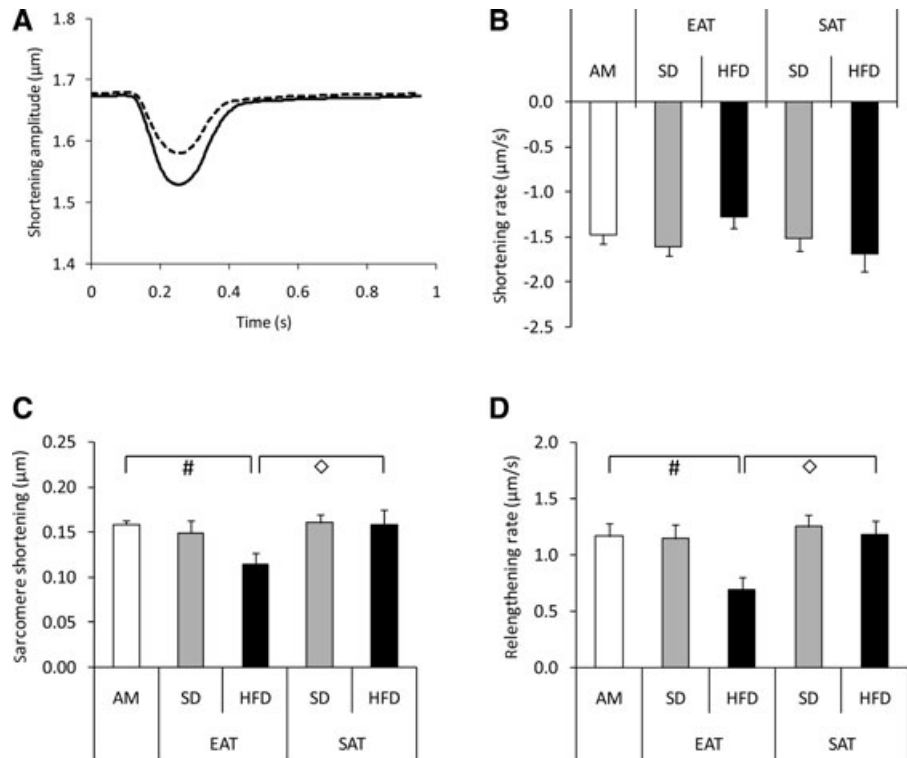 A
Shortening amplitude (µm)
1.8
1.7
1.6
1.5
1.4
0 0.2 0.4 0.6 0.8 1
Time (s)
B
EAT SAT
AM SD HFD SD HFD
Shortening rate (µm/s)
0.0
-0.5
-1.0
-1.5
-2.0
-2.5
C
Sarcomere shortening (µm)
0.25
0.20
0.15
0.10
0.05
0.00
# ◇
AM SD HFD SD HFD
EAT SAT
D
Relengthening rate (µm/s)
2.0
1.5
1.0
0.5
0.0
# ◇
AM SD HFD SD HFD
EAT SAT